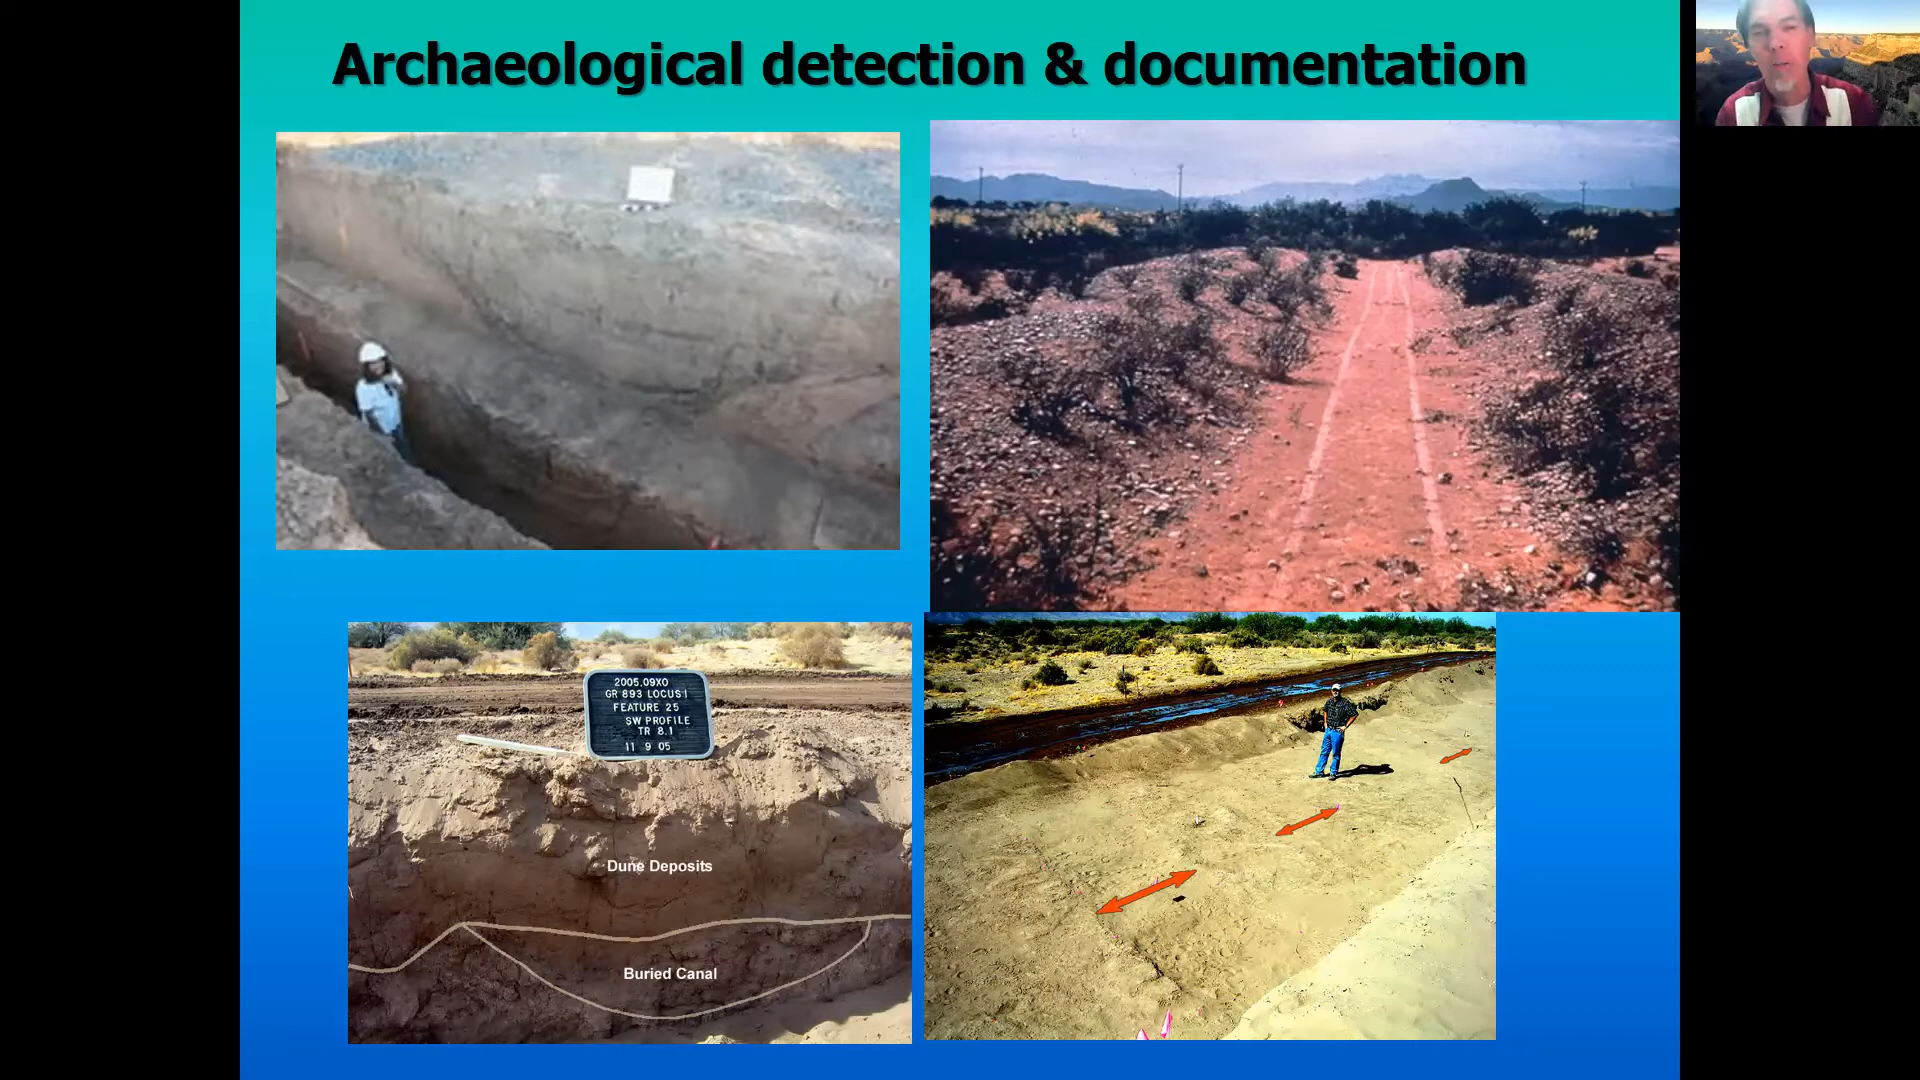 Archaeological detection & documentation
2005.09XO
GR 893 LOCUS I
FEATURE 25
SW PROFILE
TR 8.1
11 9 05
Dune Deposits
Buried Canal